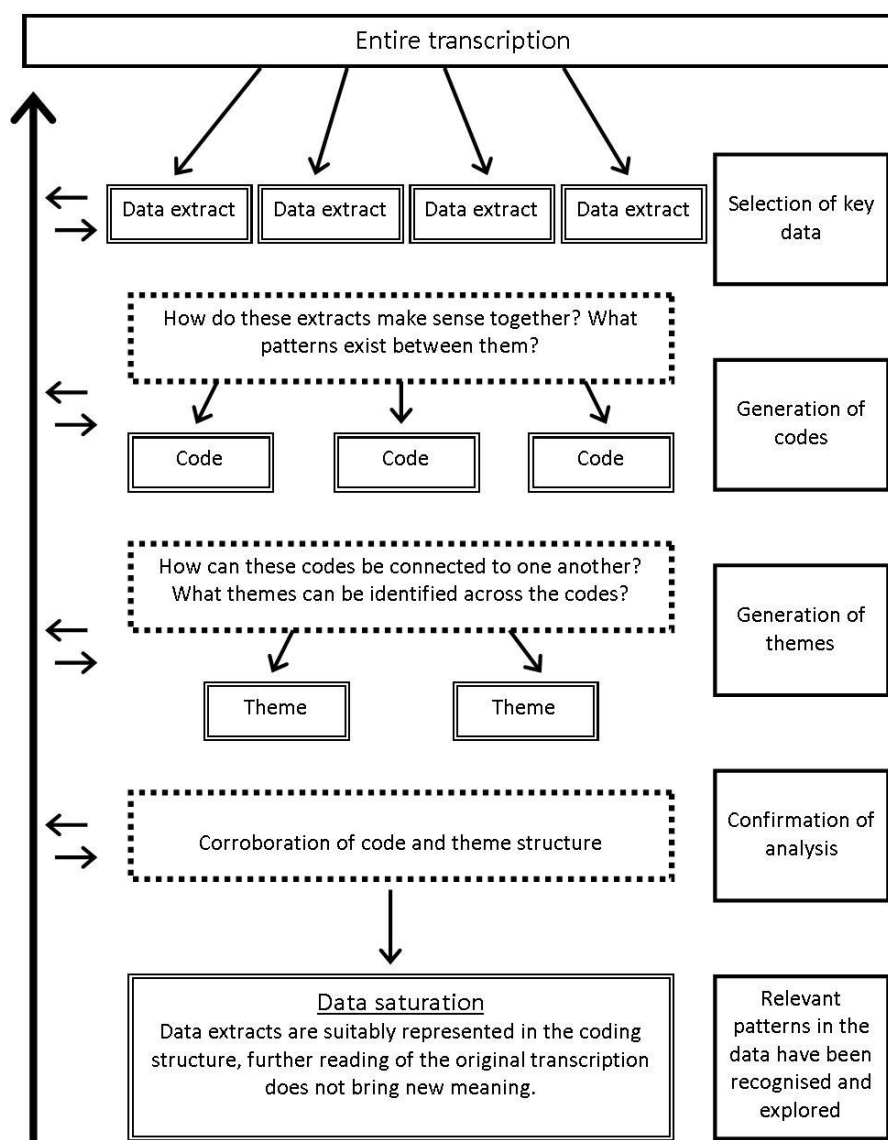 Entire transcription
Data extract
Data extract
Data extract
Data extract
Selection of key
data
How do these extracts make sense together? What
patterns exist between them?
Generation of
codes
Code
Code
Code
How can these codes be connected to one another?
What themes can be identified across the codes?
Generation of
themes
Theme
Theme
Corroboration of code and theme structure
Confirmation of
analysis
Data saturation
Data extracts are suitably represented in the coding
structure, further reading of the original transcription
does not bring new meaning.
Relevant
patterns in the
data have been
recognised and
explored